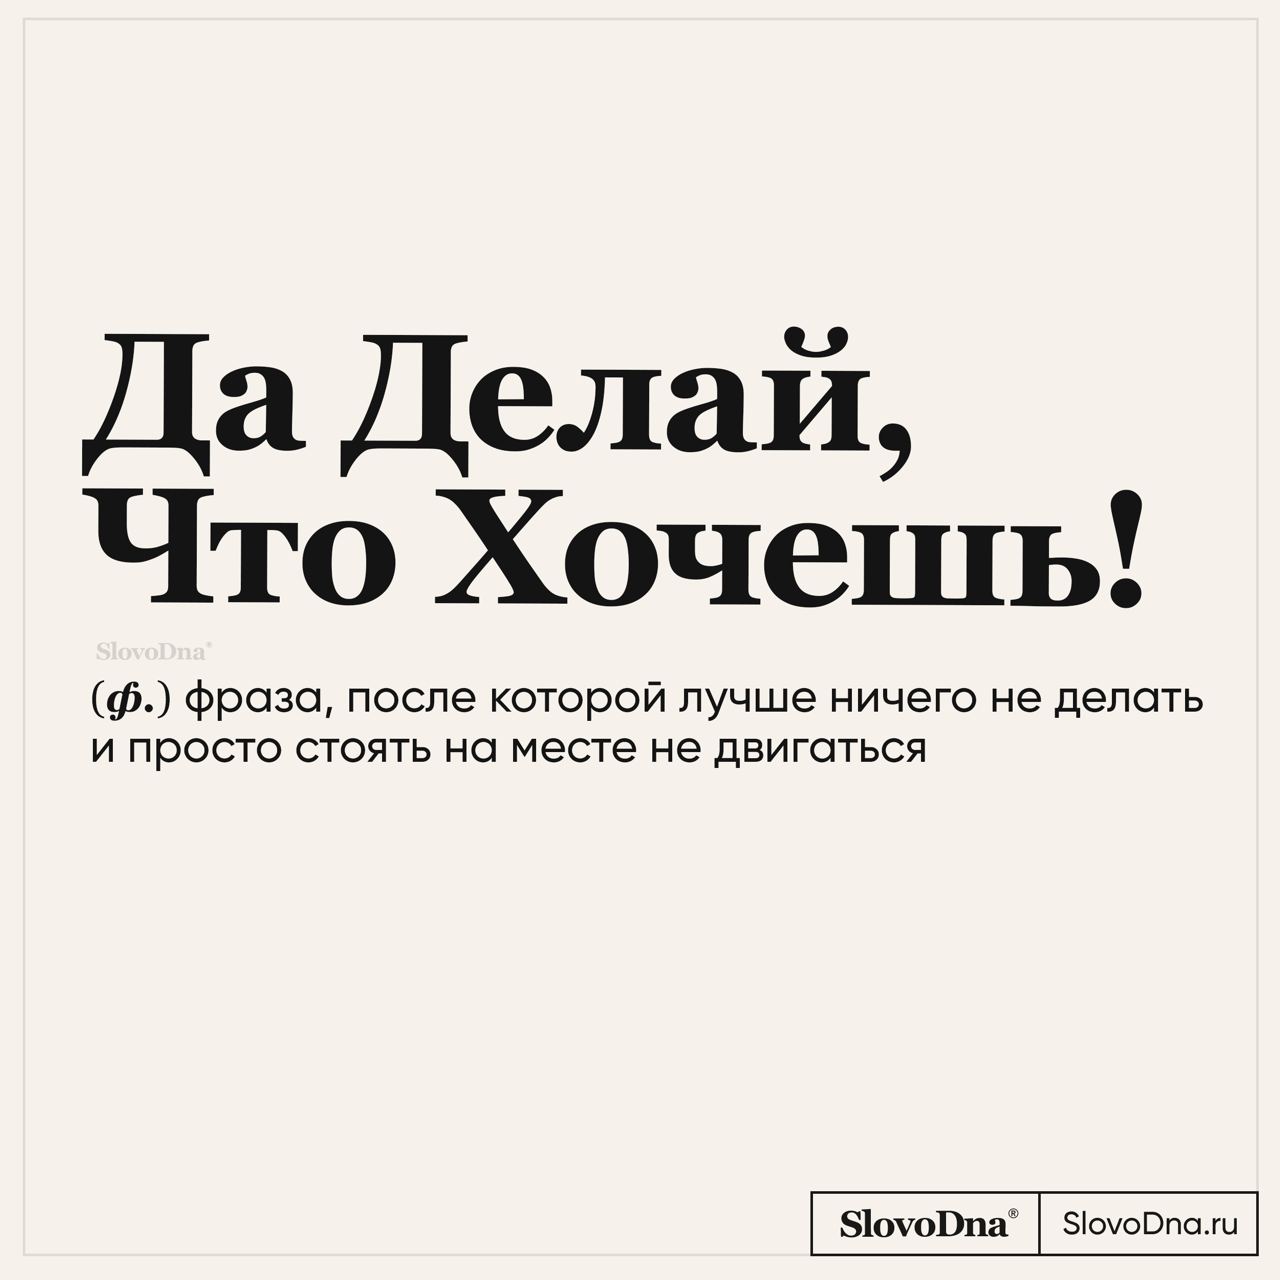 Да Делай,
Что Хочешь!
SlovoDna®
(ф.) фраза, после которой лучше ничего не делать
и просто стоять на месте не двигаться
SlovoDna® SlovoDna.ru